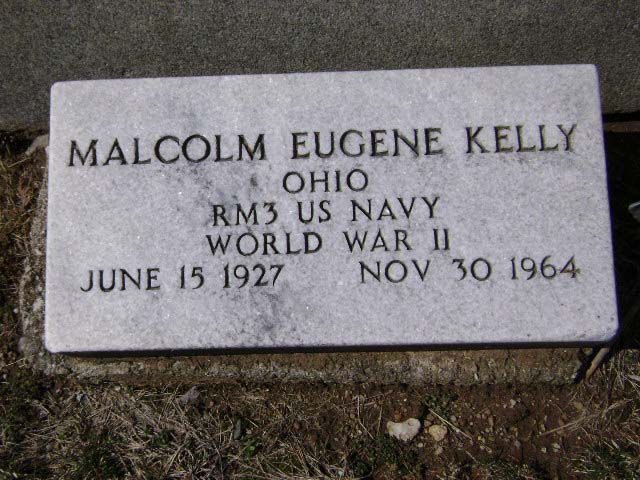 MALCOLM EUGENE KELLY
OHIO
RM3 US NAVY
WORLD WAR II
JUNE 15 1927 NOV 30 1964